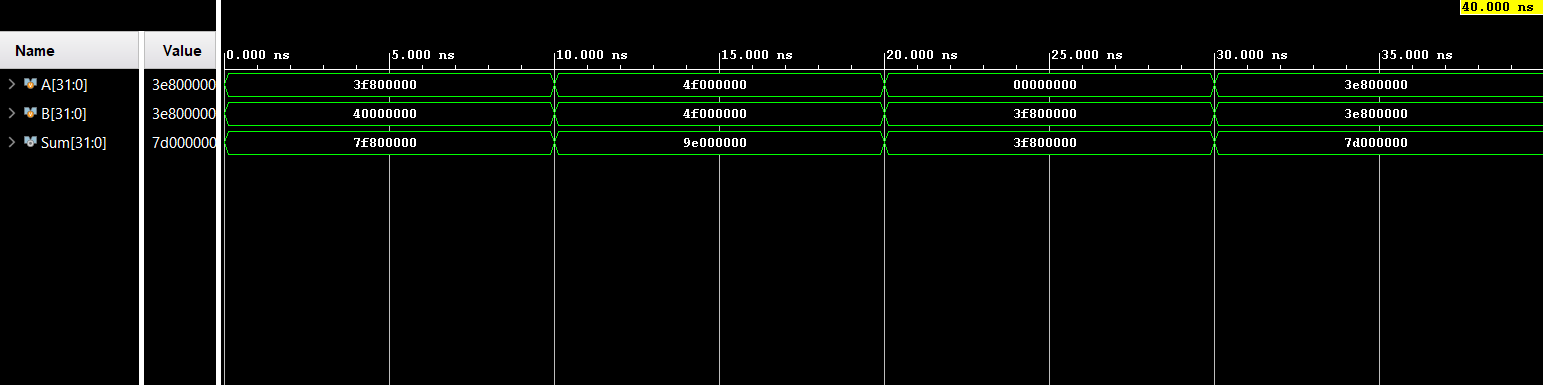 40.000 ns
Name Value
0.000 ns 5.000 ns 10.000 ns 15.000 ns 20.000 ns 25.000 ns 30.000 ns 35.000 ns
A[31:0] 3e800000 3f800000 4f000000 00000000 3e800000
B[31:0] 3e800000 40000000 4f000000 3f800000 3e800000
Sum[31:0] 7d000000 7f800000 9e000000 3f800000 7d000000